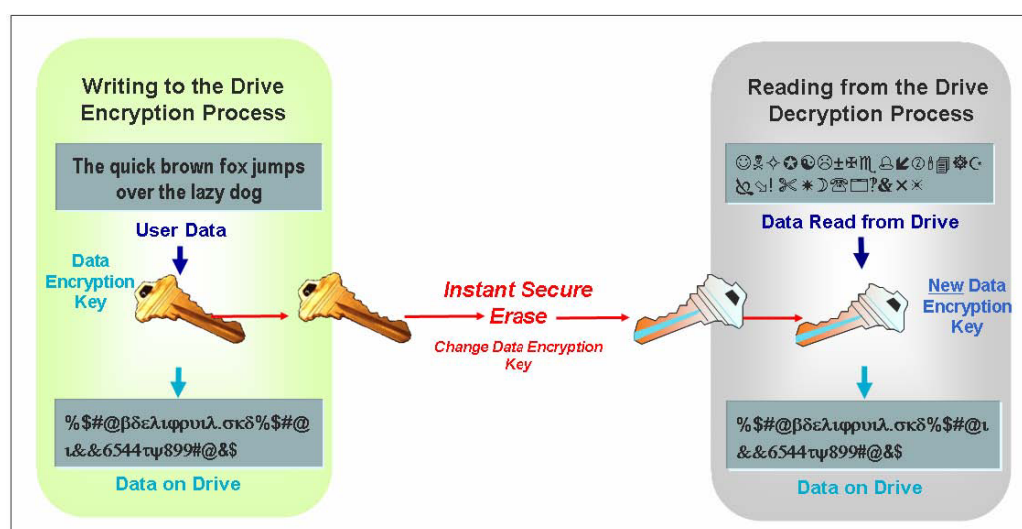 Writing to the Drive
Encryption Process
The quick brown fox jumps
over the lazy dog
User Data
Data
Encryption
Key
%$#@βδελιφρυιλ.σκδ%$#@
ι&&6544τψ899#@&$
Data on Drive
Instant Secure
Erase
Change Data Encryption
Key
Reading from the Drive
Decryption Process
Data Read from Drive
New Data
Encryption
Key
%$#@βδελιφρυιλ.σκδ%$#@ι
&&6544τψ899#@&$
Data on Drive